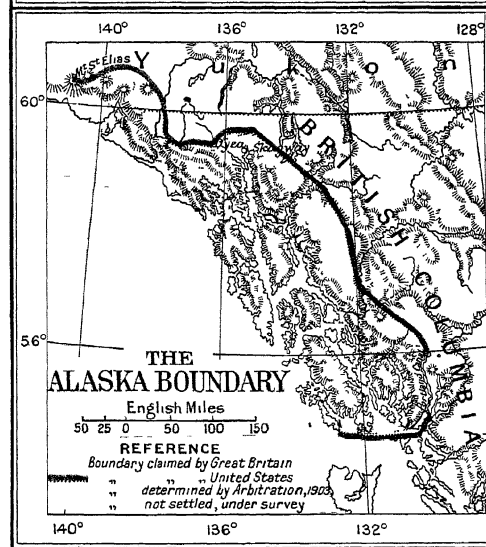 140° 136° 132° 128°
Mt St Elias
Yukon
60°
BRITISH COLUMBIA
56°
THE
ALASKA BOUNDARY
English Miles
50 25 0 50 100 150
REFERENCE
Boundary claimed by Great Britain
" " United States
" determined by Arbitration, 1903
" not settled, under survey
140° 136° 132°